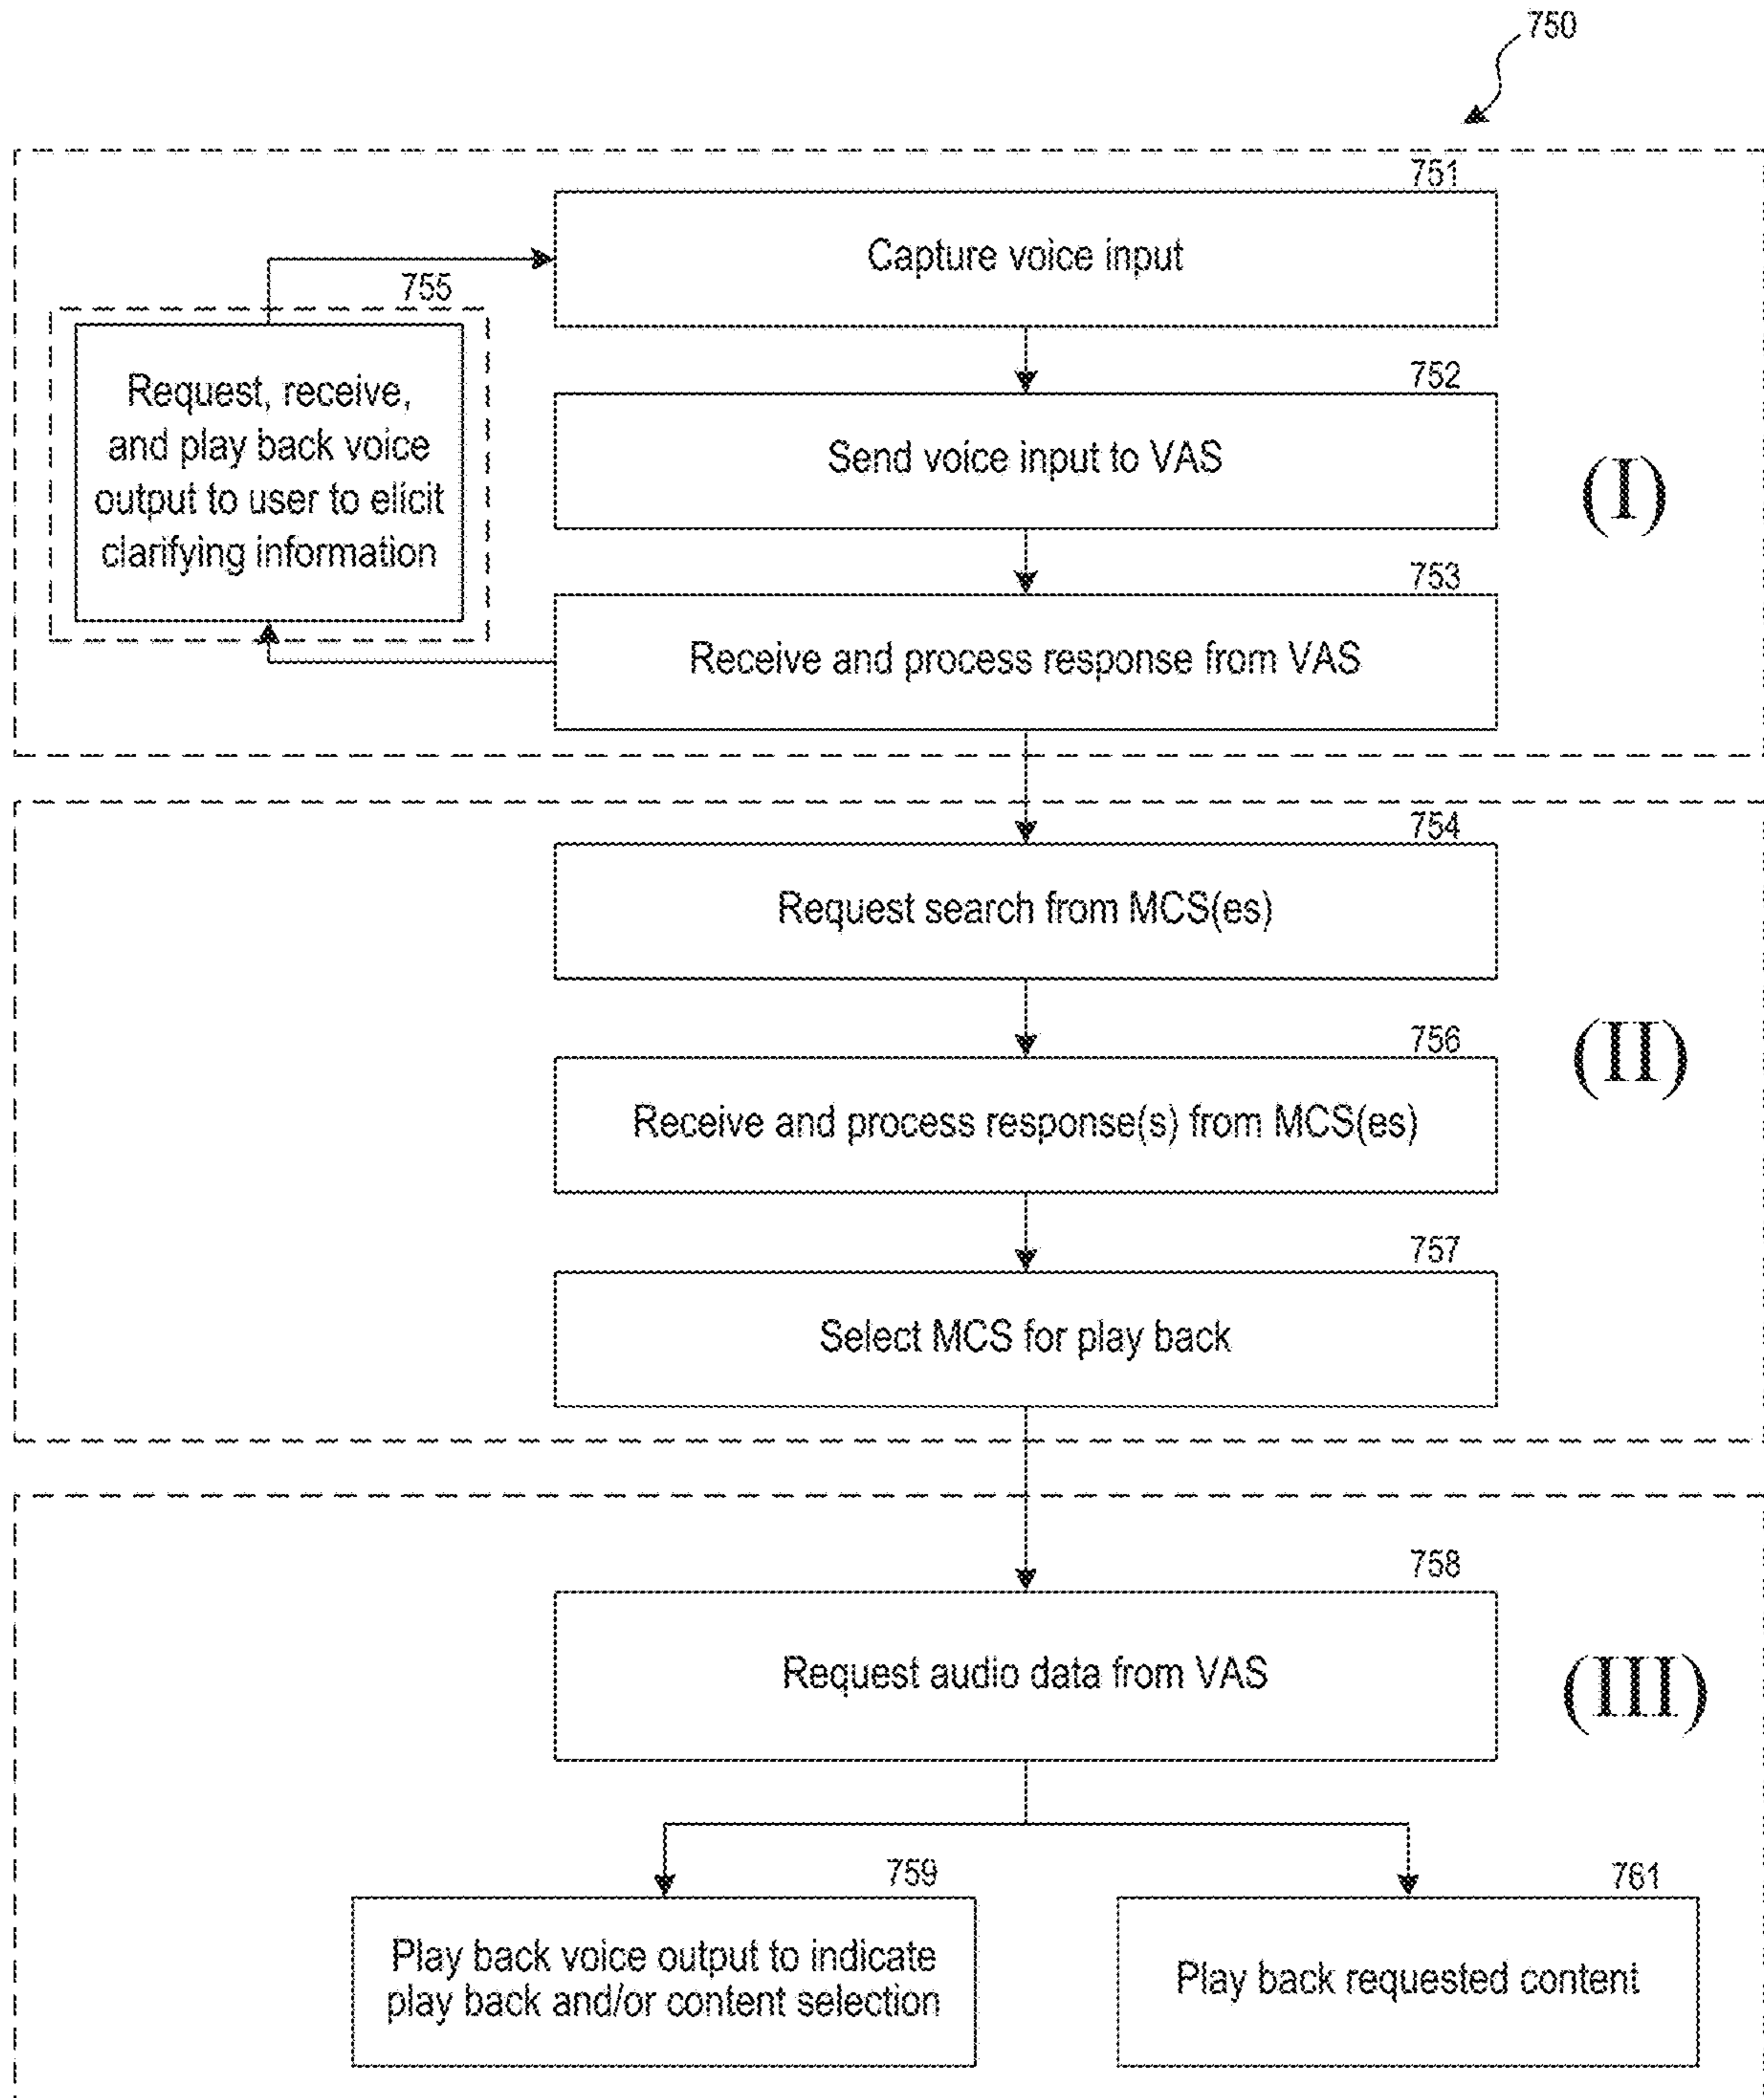 750
751
Capture voice input
755
Request, receive,
and play back voice
output to user to elicit
clarifying information
752
Send voice input to VAS
(I)
753
Receive and process response from VAS
754
Request search from MCS(es)
756
Receive and process response(s) from MCS(es)
(II)
757
Select MCS for play back
758
Request audio data from VAS
(III)
759
Play back voice output to indicate
play back and/or content selection
761
Play back requested content